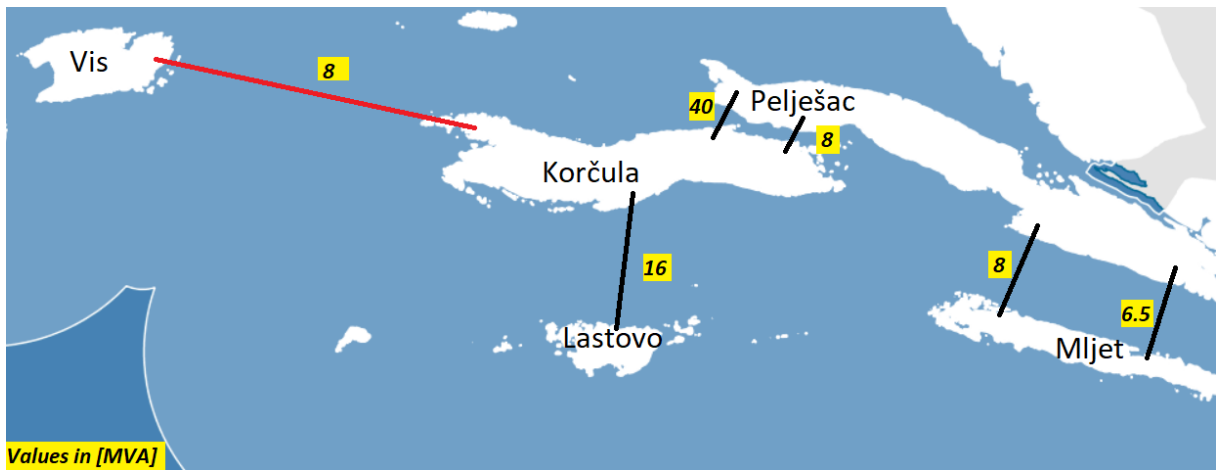 Vis
8
40
Pelješac
8
Korčula
16
8
6.5
Lastovo
Mljet
Values in [MVA]